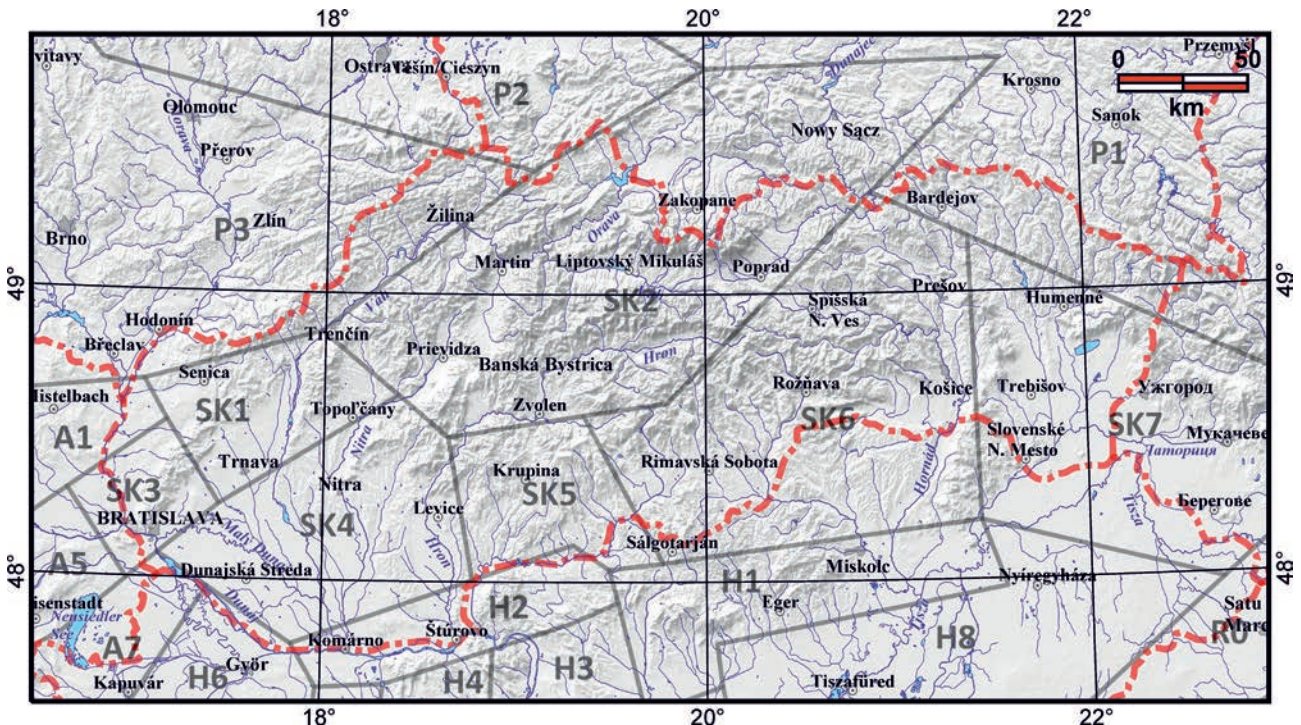 18°
20°
22°
vitavy
Ostrava
Těšín/Cieszyn
Dunajec
Przemyśl
0 50
km
P2
Krosno
Olomouc
Morava
Nowy Sącz
Sanok
Přerov
P1
Zakopane
Bardejov
Žilina
Orava
P3
Zlín
Brno
Martin
Liptovský Mikuláš
Poprad
49°
49°
Prešov
Humenné
SK2
Váh
Spišská
N. Ves
Hodonín
Trenčín
Břeclav
Prievidza
Hron
Banská Bystrica
Senica
Rožňava
Košice
Trebišov
Ужгород
Mistelbach
SK1
Topoľčany
Zvolen
SK6
SK7
A1
Nitra
Slovenské
N. Mesto
Мукачеве
Латориця
Trnava
Krupina
Rimavská Sobota
Hornád
SK3
Nitra
SK5
Levice
Tisza
Берегове
BRATISLAVA
SK4
Malý Dunaj
Hron
Sálgotarján
A5
48°
48°
Dunajská Streda
Miskolc
H1
Nyíregyháza
Eisenstadt
Neusiedler
See
Dunaj
H2
Eger
Satu
Mare
A7
Komárno
Štúrovo
H8
R0
Györ
H3
Kapuvár
H6
H4
Tiszafüred
18°
20°
22°